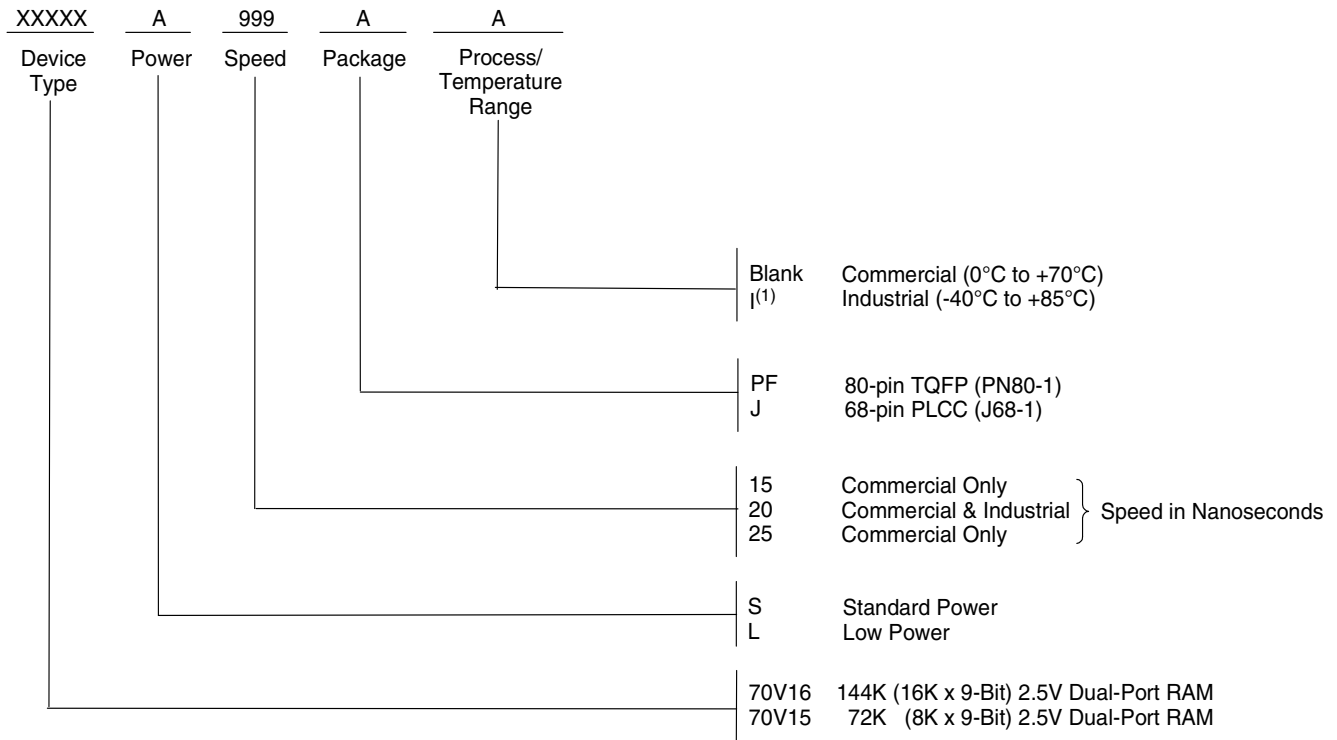 XXXXX A 999 A A
Device Type Power Speed Package Process/ Temperature Range
Blank Commercial (0°C to +70°C)
I(1) Industrial (-40°C to +85°C)
PF 80-pin TQFP (PN80-1)
J 68-pin PLCC (J68-1)
15 Commercial Only
20 Commercial & Industrial Speed in Nanoseconds
25 Commercial Only
S Standard Power
L Low Power
70V16 144K (16K x 9-Bit) 2.5V Dual-Port RAM
70V15 72K (8K x 9-Bit) 2.5V Dual-Port RAM